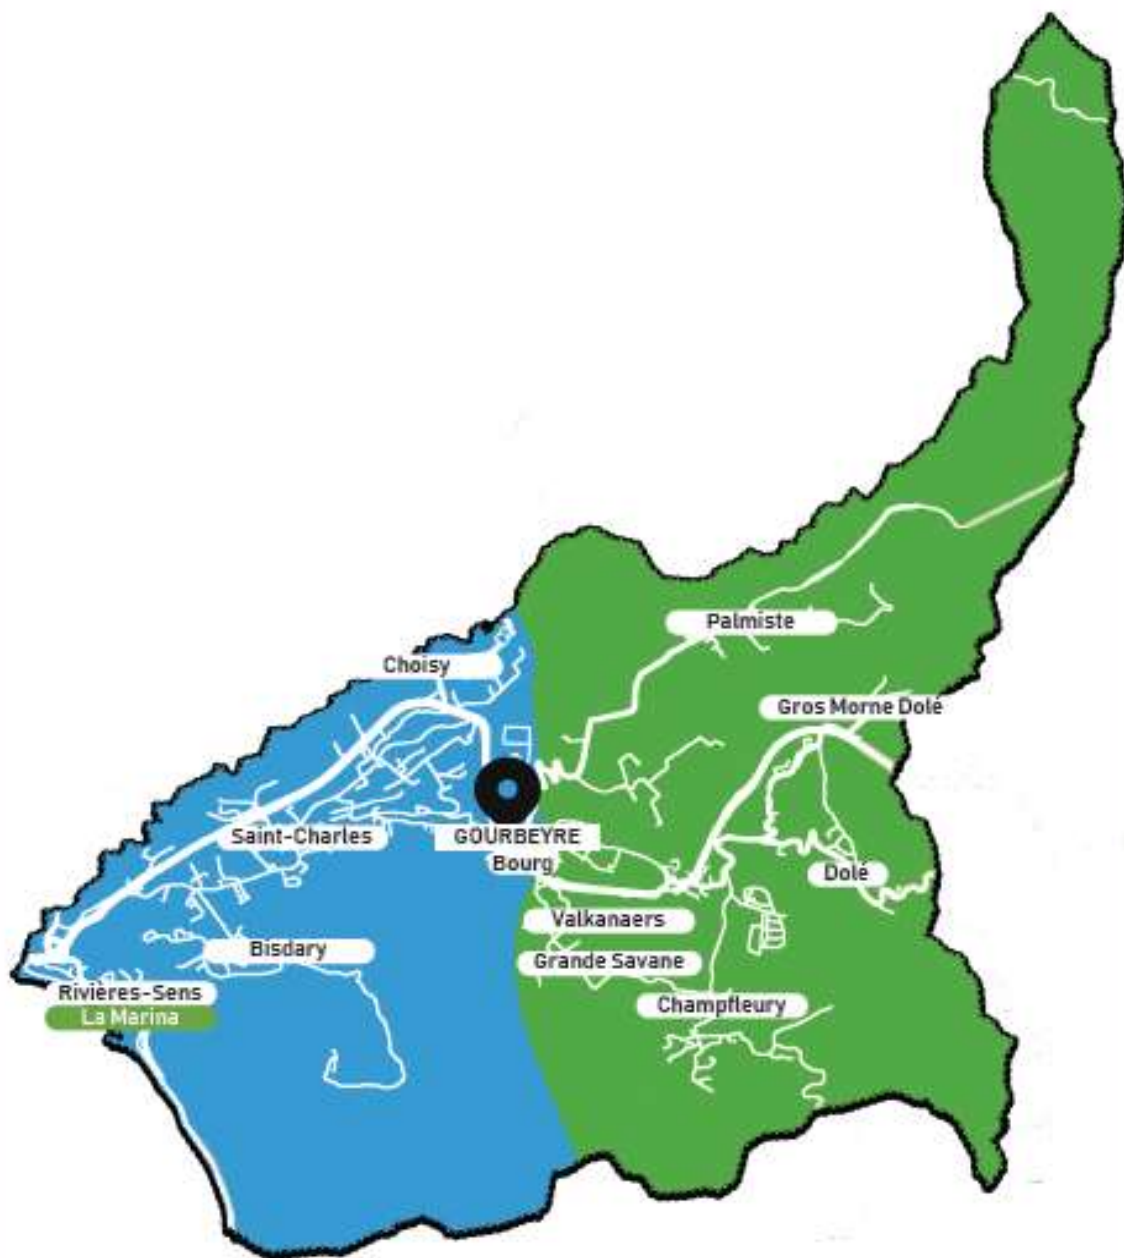 Palmiste
Choisy
Gros Morne Dolé
Saint-Charles
GOURBEYRE
Bourg
Dolé
Valkanaers
Bisdary
Grande Savane
Rivières-Sens
La Marina
Champfleury